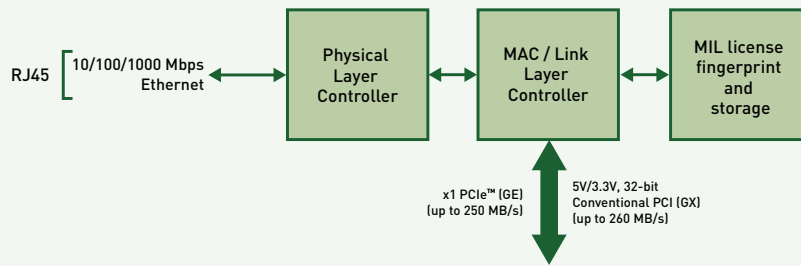 RJ45
10/100/1000 Mbps
Ethernet
Physical
Layer
Controller
MAC / Link
Layer
Controller
MIL license
fingerprint
and
storage
x1 PCIe™ (GE)
(up to 250 MB/s)
5V/3.3V, 32-bit
Conventional PCI (GX)
(up to 260 MB/s)